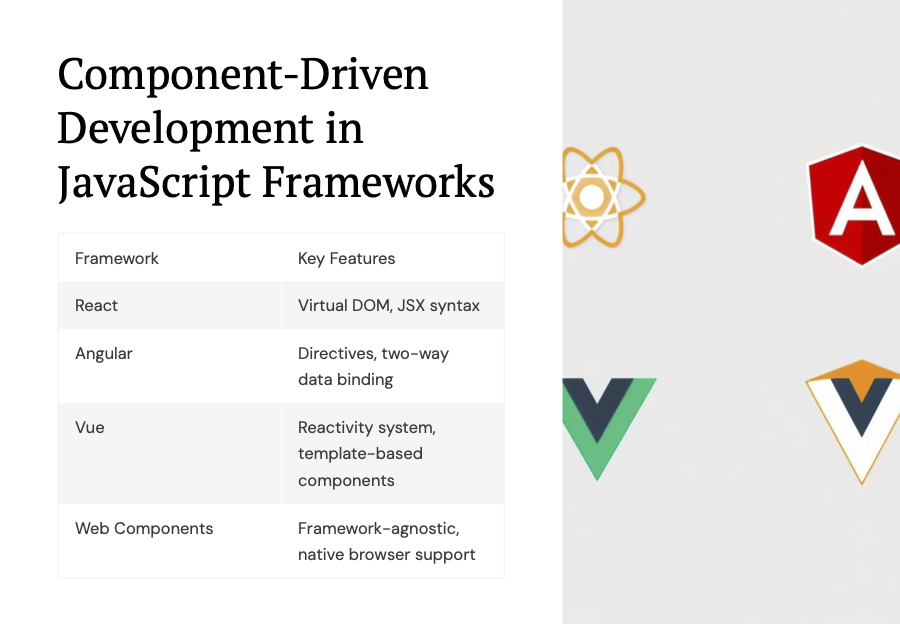 Component-Driven
Development in
JavaScript Frameworks
Framework Key Features
React Virtual DOM, JSX syntax
Angular Directives, two-way
data binding
Vue Reactivity system,
template-based
components
Web Components Framework-agnostic,
native browser support
A